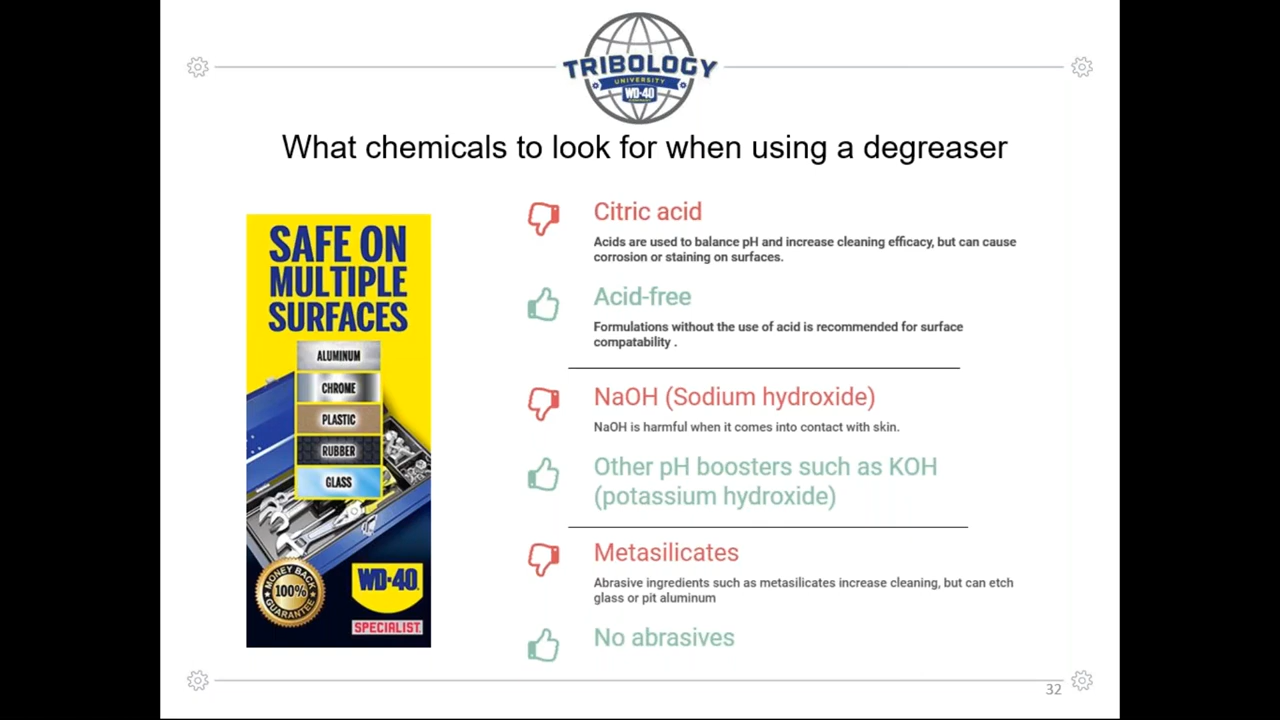 TRIBOLOGY
UNIVERSITY
WD-40
What chemicals to look for when using a degreaser
SAFE ON
MULTIPLE
SURFACES
ALUMINUM
CHROME
PLASTIC
RUBBER
GLASS
MONEY BACK
100%
GUARANTEE
WD-40
SPECIALIST
Citric acid
Acids are used to balance pH and increase cleaning efficacy, but can cause
corrosion or staining on surfaces.
Acid-free
Formulations without the use of acid is recommended for surface
compatability .
NaOH (Sodium hydroxide)
NaOH is harmful when it comes into contact with skin.
Other pH boosters such as KOH
(potassium hydroxide)
Metasilicates
Abrasive ingredients such as metasilicates increase cleaning, but can etch
glass or pit aluminum
No abrasives
32